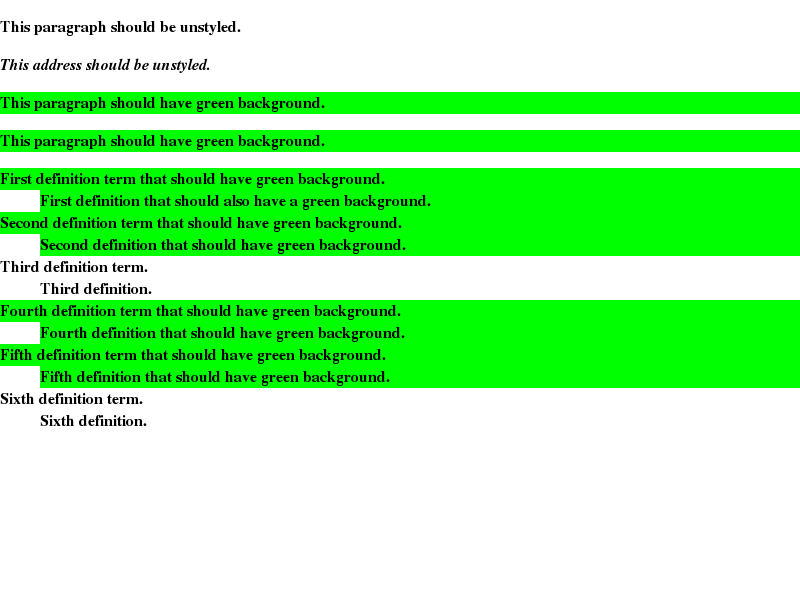 This paragraph should be unstyled.
This address should be unstyled.
This paragraph should have green background.
This paragraph should have green background.
First definition term that should have green background.
First definition that should also have a green background.
Second definition term that should have green background.
Second definition that should have green background.
Third definition term.
Third definition.
Fourth definition term that should have green background.
Fourth definition that should have green background.
Fifth definition term that should have green background.
Fifth definition that should have green background.
Sixth definition term.
Sixth definition.